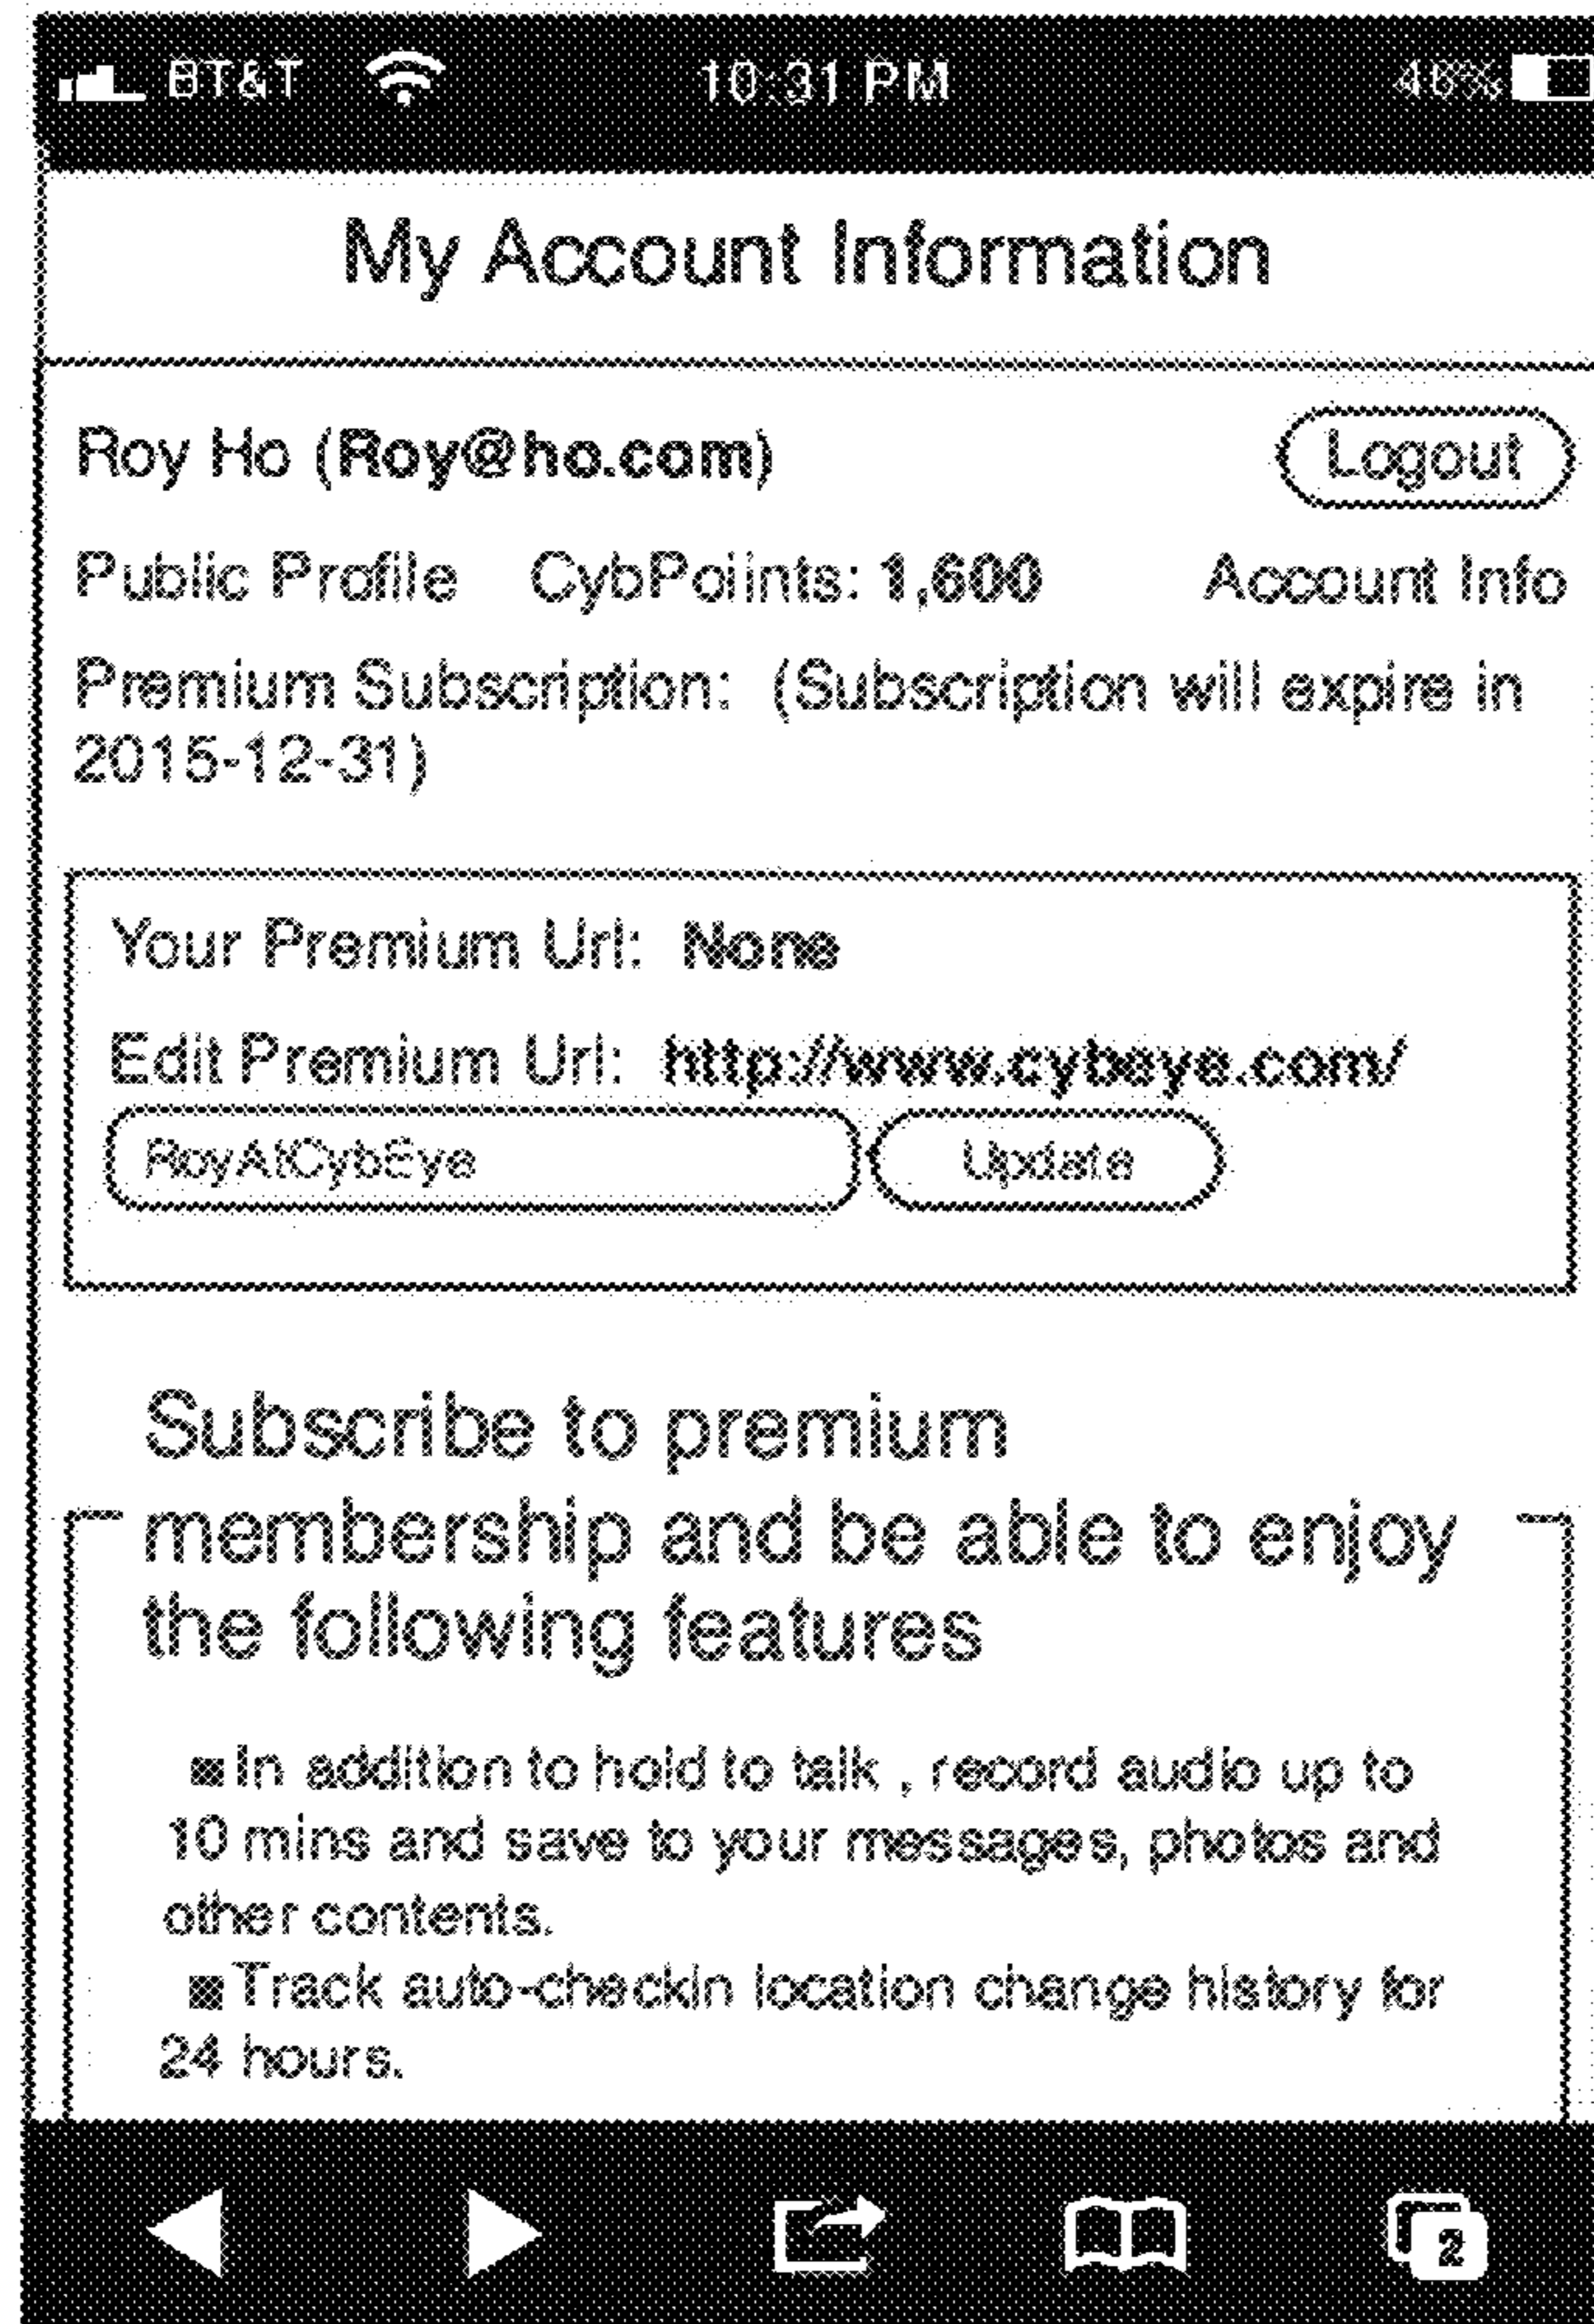 BT&T 10:31 PM 46%
My Account Information
Roy Ho (Roy@ho.com) Logout
Public Profile CybPoiints: 1,600 Account Info
Premium Subscription: (Subscription will expire in
2015-12-31)
Your Premium Url: None
Edit Premium Url: http://www.cybeye.com/
RoyAtCybEye Update
Subscribe to premium
membership and be able to enjoy
the following features
■ In addition to hold to talk , record audio up to
10 mins and save to your messages, photos and
other contents.
■ Track auto-checkin location change history for
24 hours.
2